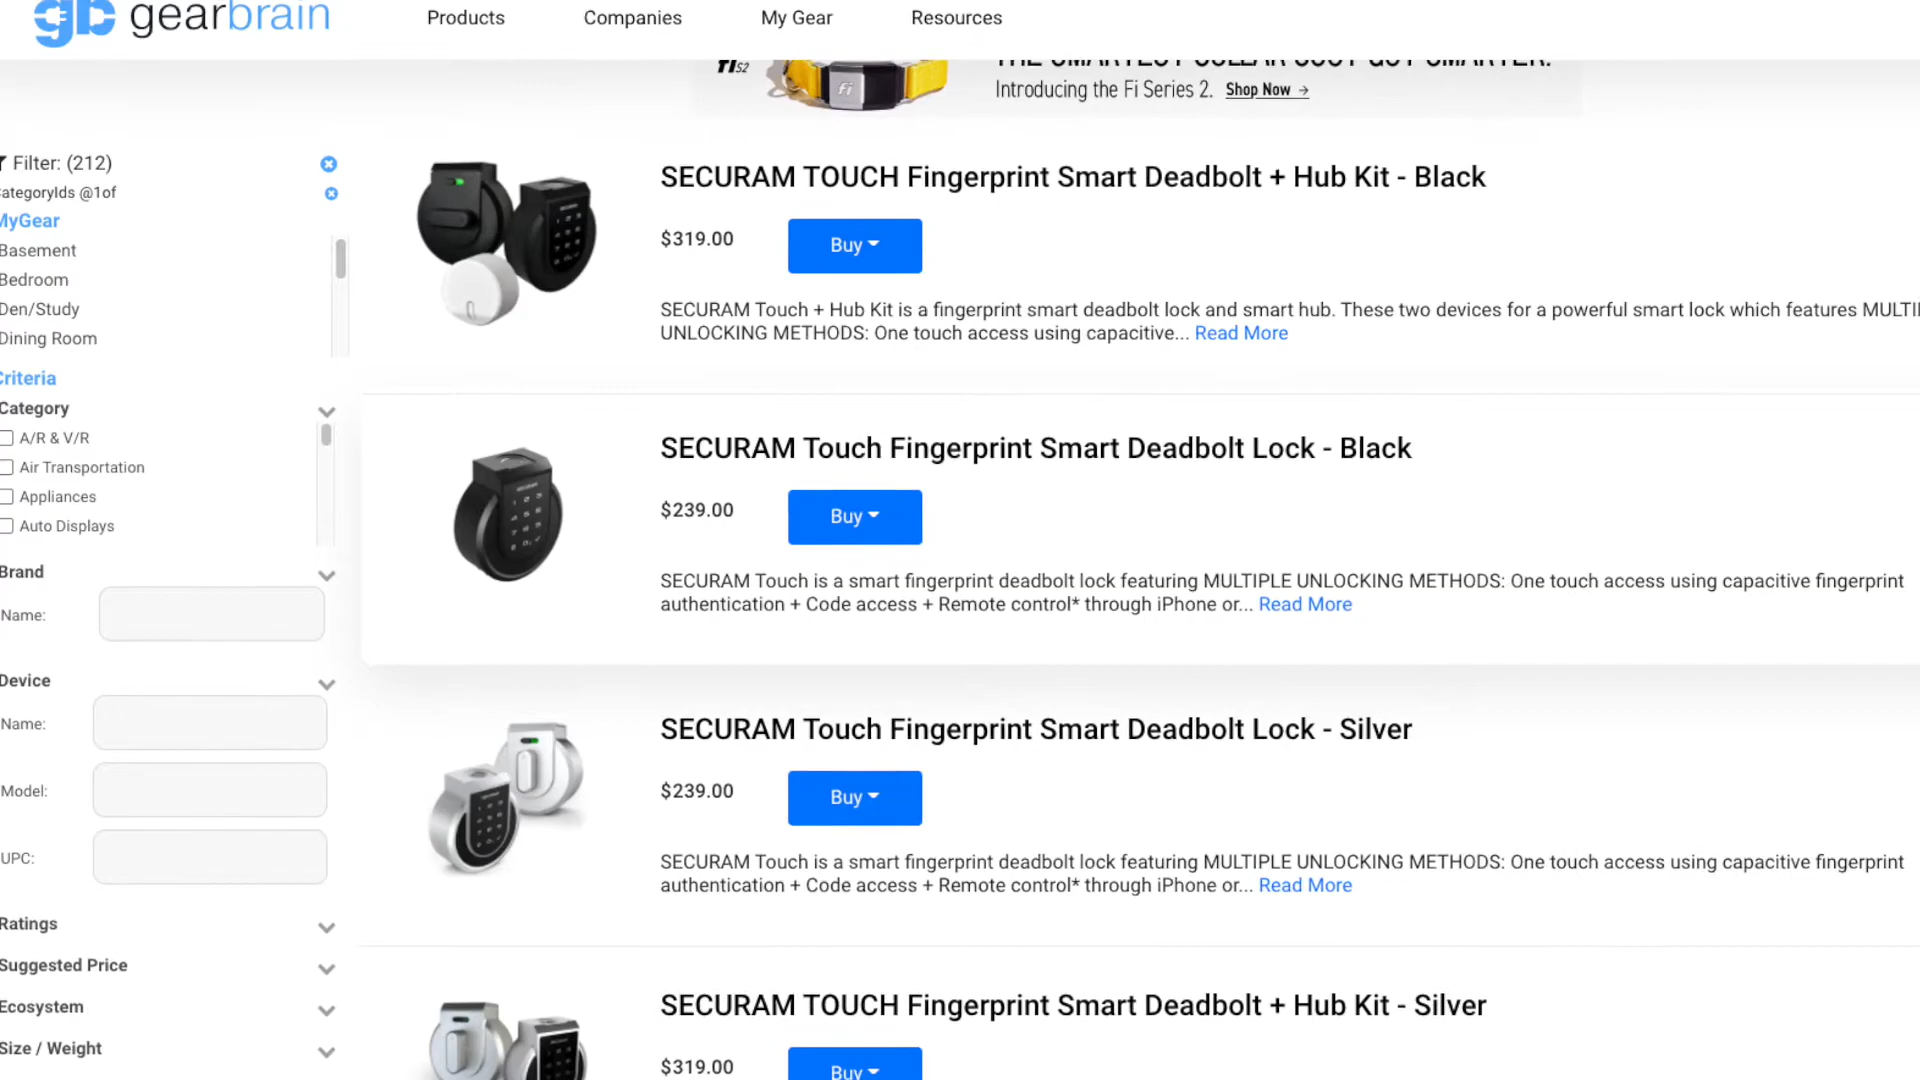 gearbrain
Products
Companies
My Gear
Resources
fi S2
THE SMARTEST COLLAR JUST GOT SMARTER.
Introducing the Fi Series 2. Shop Now →
Filter: (212)
ategoryIds @1of
MyGear
Basement
Bedroom
Den/Study
Dining Room
Criteria
Category
A/R & V/R
Air Transportation
Appliances
Auto Displays
Brand
Name:
Device
Name:
Model:
UPC:
Ratings
Suggested Price
Ecosystem
Size / Weight
SECURAM TOUCH Fingerprint Smart Deadbolt + Hub Kit - Black
$319.00
Buy
SECURAM Touch + Hub Kit is a fingerprint smart deadbolt lock and smart hub. These two devices for a powerful smart lock which features MULTI
UNLOCKING METHODS: One touch access using capacitive... Read More
SECURAM Touch Fingerprint Smart Deadbolt Lock - Black
$239.00
Buy
SECURAM Touch is a smart fingerprint deadbolt lock featuring MULTIPLE UNLOCKING METHODS: One touch access using capacitive fingerprint
authentication + Code access + Remote control* through iPhone or... Read More
SECURAM Touch Fingerprint Smart Deadbolt Lock - Silver
$239.00
Buy
SECURAM Touch is a smart fingerprint deadbolt lock featuring MULTIPLE UNLOCKING METHODS: One touch access using capacitive fingerprint
authentication + Code access + Remote control* through iPhone or... Read More
SECURAM TOUCH Fingerprint Smart Deadbolt + Hub Kit - Silver
$319.00
Buy